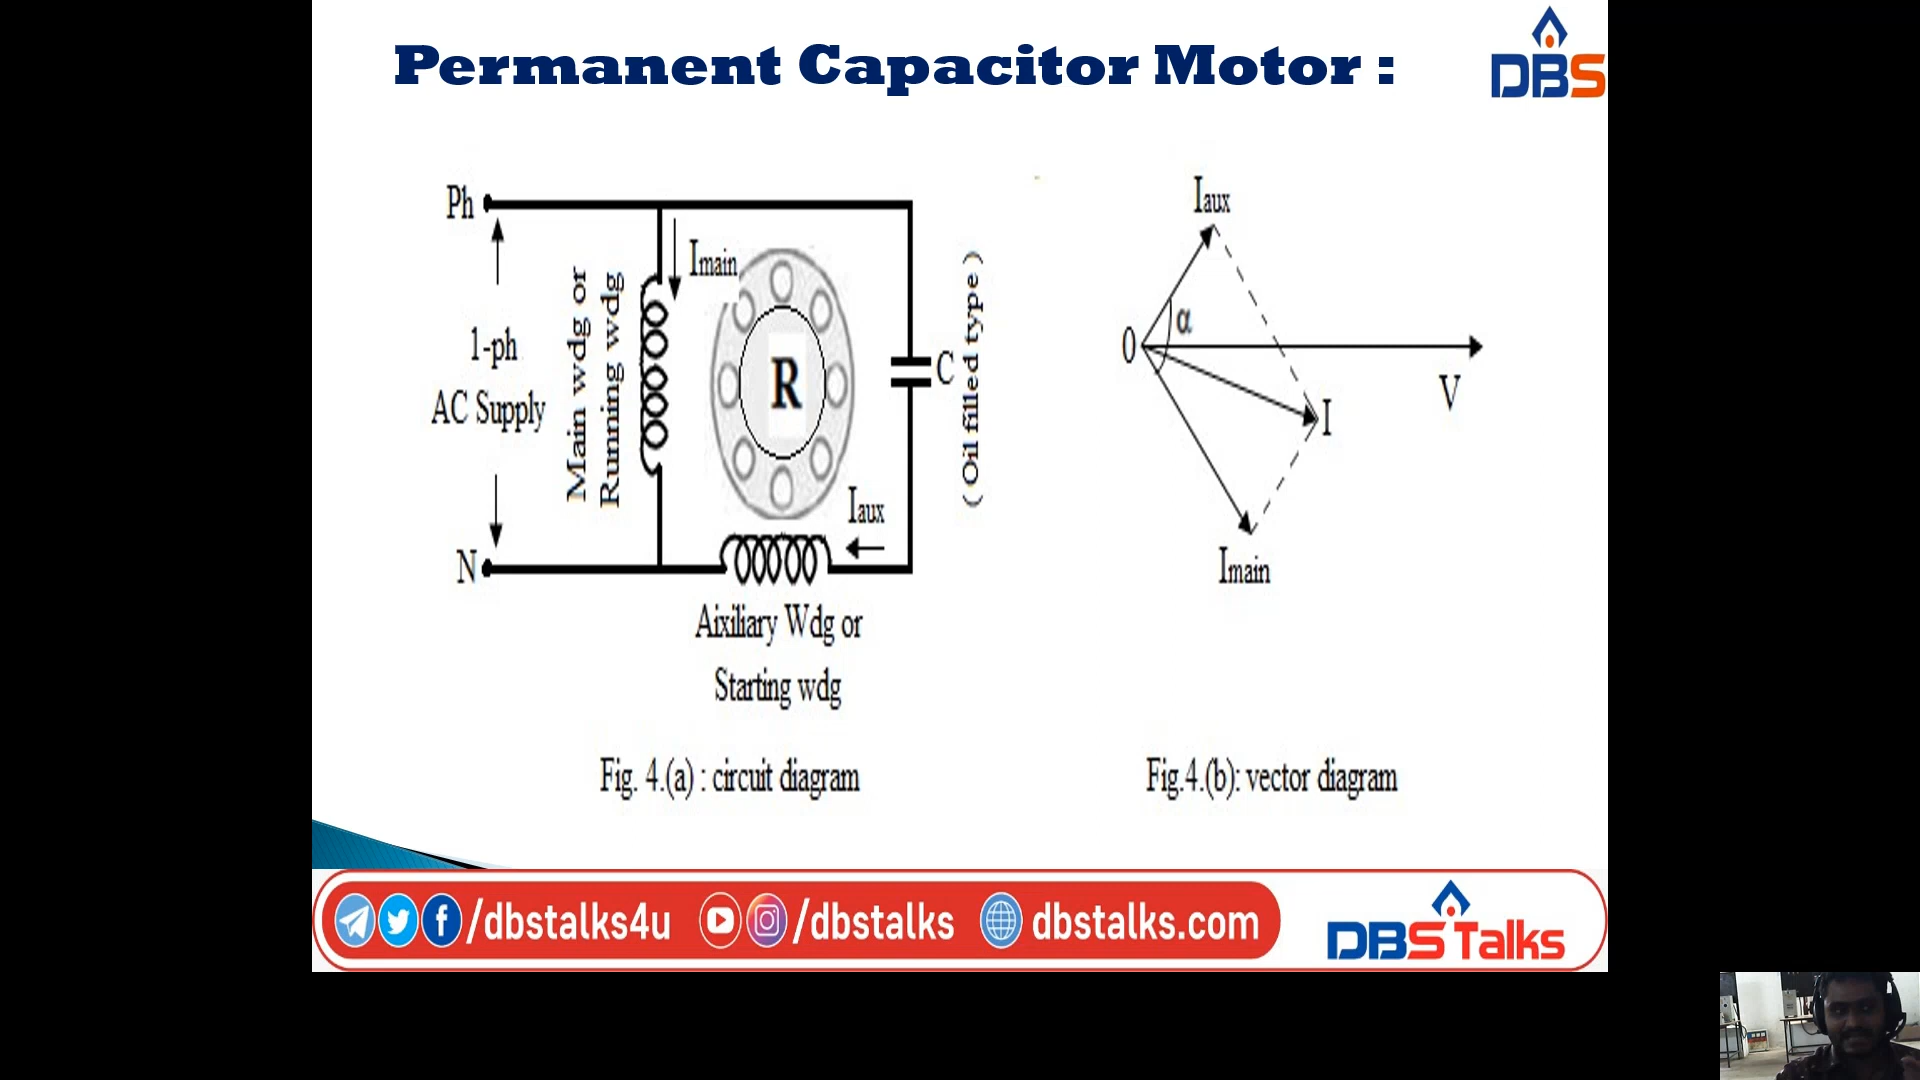 Permanent Capacitor Motor :
DBS
Ph
1-ph
AC Supply
N
Main wdg or
Running wdg
Imain
R
C
( Oil filled type )
Iaux
Aixiliary Wdg or
Starting wdg
Fig. 4.(a) : circuit diagram
Iaux
α
0
V
I
Imain
Fig.4.(b): vector diagram
/dbstalks4u
/dbstalks
dbstalks.com
DBS Talks